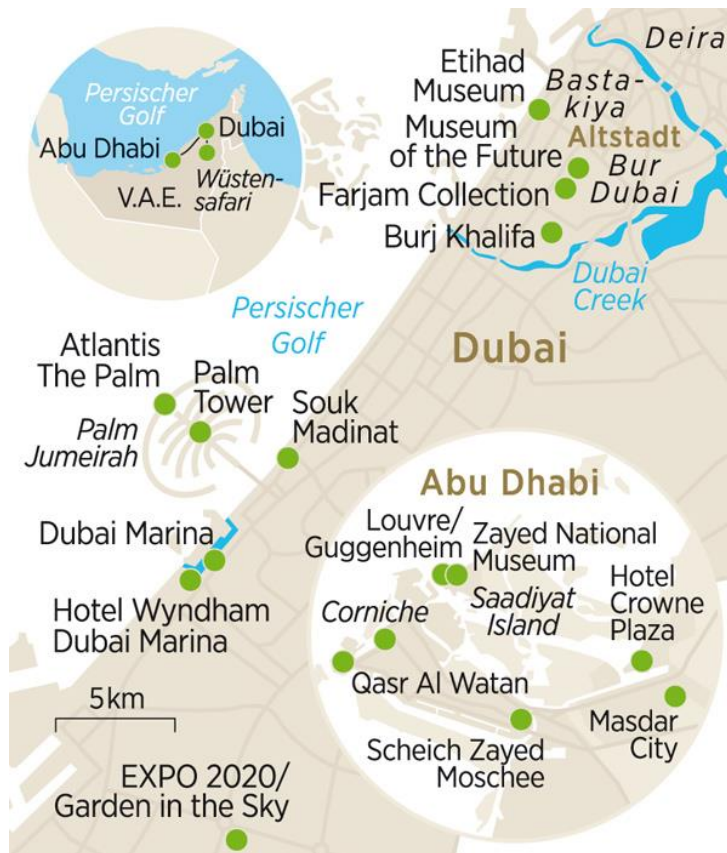 Persischer
Golf
Dubai
Abu Dhabi
V.A.E.
Wüsten-
safari
Deira
Etihad
Museum
Basta-
kiya
Museum
of the Future
Altstadt
Bur
Dubai
Farjam Collection
Burj Khalifa
Dubai
Creek
Persischer
Golf
Dubai
Atlantis
The Palm
Palm
Tower
Palm
Jumeirah
Souk
Madinat
Dubai Marina
Hotel Wyndham
Dubai Marina
5 km
EXPO 2020/
Garden in the Sky
Abu Dhabi
Louvre/
Guggenheim
Zayed National
Museum
Saadiyat
Island
Hotel
Crowne
Plaza
Corniche
Qasr Al Watan
Masdar
City
Scheich Zayed
Moschee